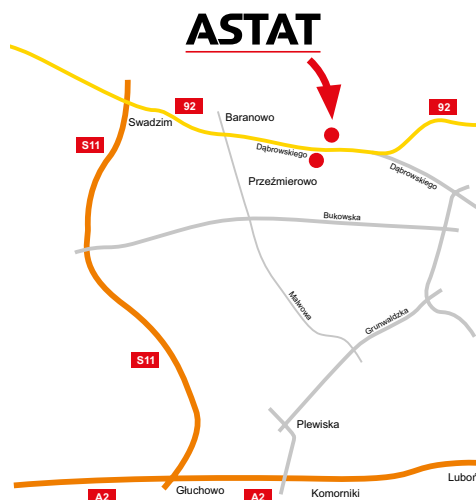 ASTAT
92
92
Baranowo
Swadzim
S11
Dąbrowskiego
Dąbrowskiego
Przeźmierowo
Bukowska
Malwowa
Grunwaldzka
S11
Plewiska
Luboń
Głuchowo
Komorniki
A2
A2